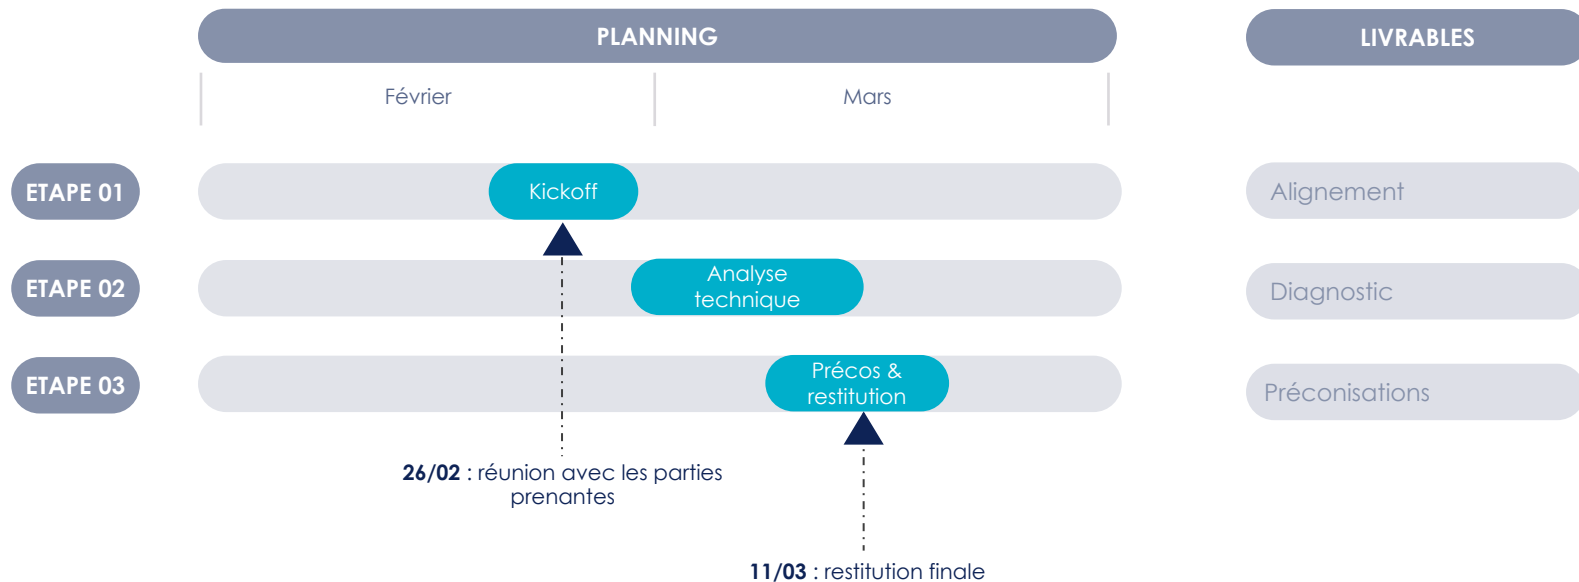 PLANNING
LIVRABLES
Février
Mars
ETAPE 01
Kickoff
Alignement
ETAPE 02
Analyse
technique
Diagnostic
ETAPE 03
Précos &
restitution
Préconisations
26/02 : réunion avec les parties
prenantes
11/03 : restitution finale